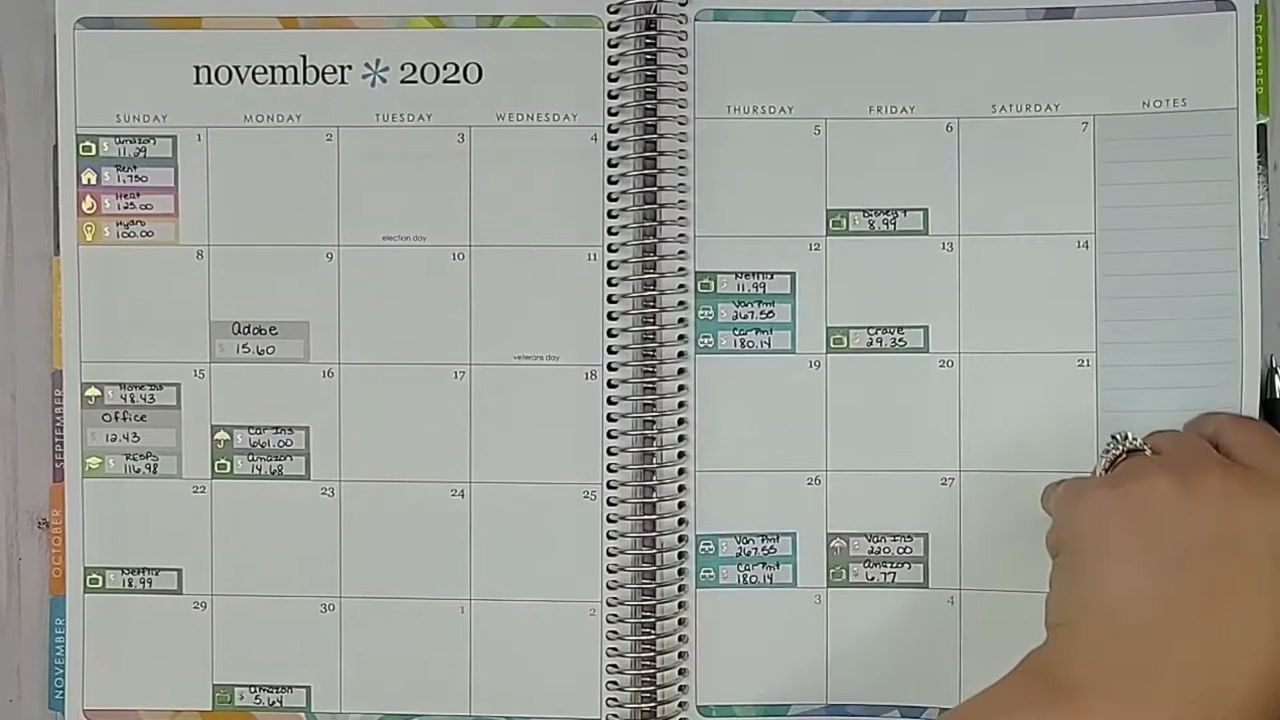 november * 2020
SUNDAY
MONDAY
TUESDAY
WEDNESDAY
THURSDAY
FRIDAY
SATURDAY
NOTES
DECEMBER
1
Amazon
$ 11.29
Rent
$ 1,750
Heat
$ 125.00
Hydro
$ 100.00
2
3
election day
4
5
6
Disney +
$ 8.99
7
8
9
Adobe
$ 15.60
10
11
veterans day
12
Netflix
$ 11.99
Van Pmt
$ 267.55
Car Pmt
$ 180.14
13
Crave
$ 29.35
14
15
Home Ins
$ 48.43
Office
$ 12.43
RESPs
$ 116.98
16
Car Ins
$ 661.00
Amazon
$ 14.68
17
18
19
20
21
22
Netflix
$ 18.99
23
24
25
26
Van Pmt
$ 267.55
Car Pmt
$ 180.14
27
Van Ins
$ 220.00
Amazon
$ 6.77
29
30
Amazon
$ 5.64
1
2
3
4
SEPTEMBER
OCTOBER
NOVEMBER